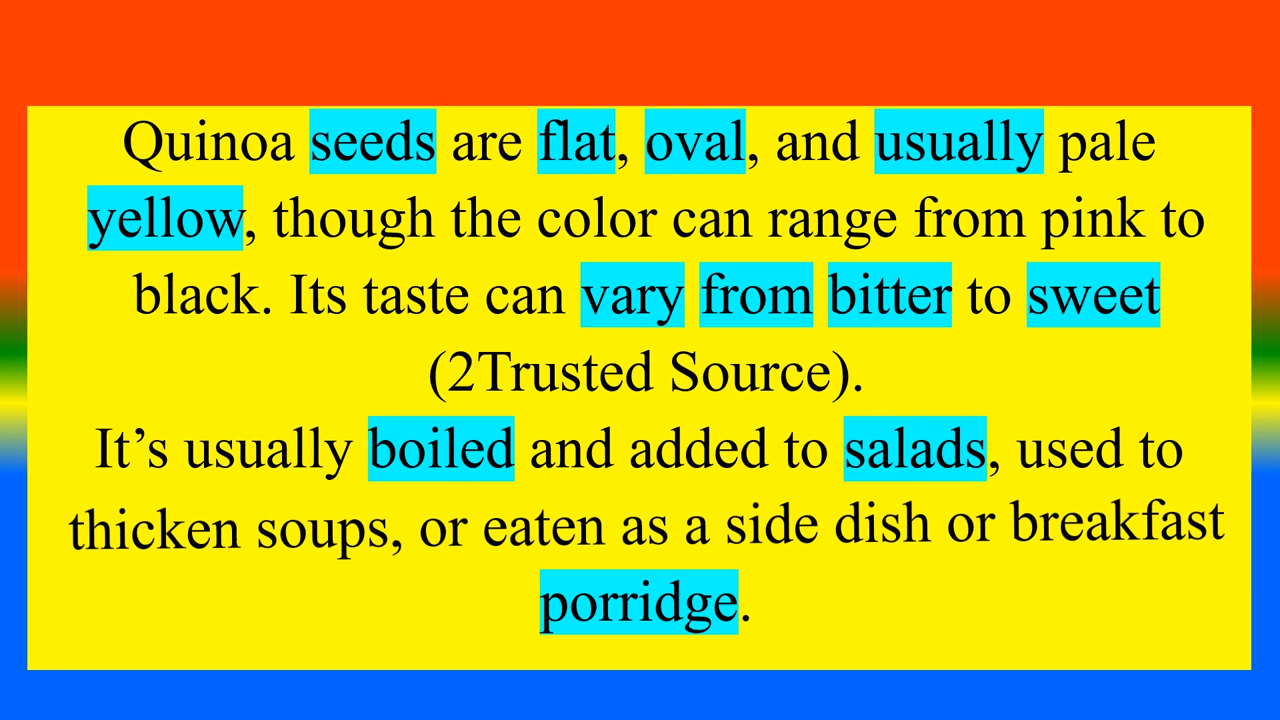 Quinoa seeds are flat, oval, and usually pale
yellow, though the color can range from pink to
black. Its taste can vary from bitter to sweet
(2Trusted Source).
It’s usually boiled and added to salads, used to
thicken soups, or eaten as a side dish or breakfast
porridge.